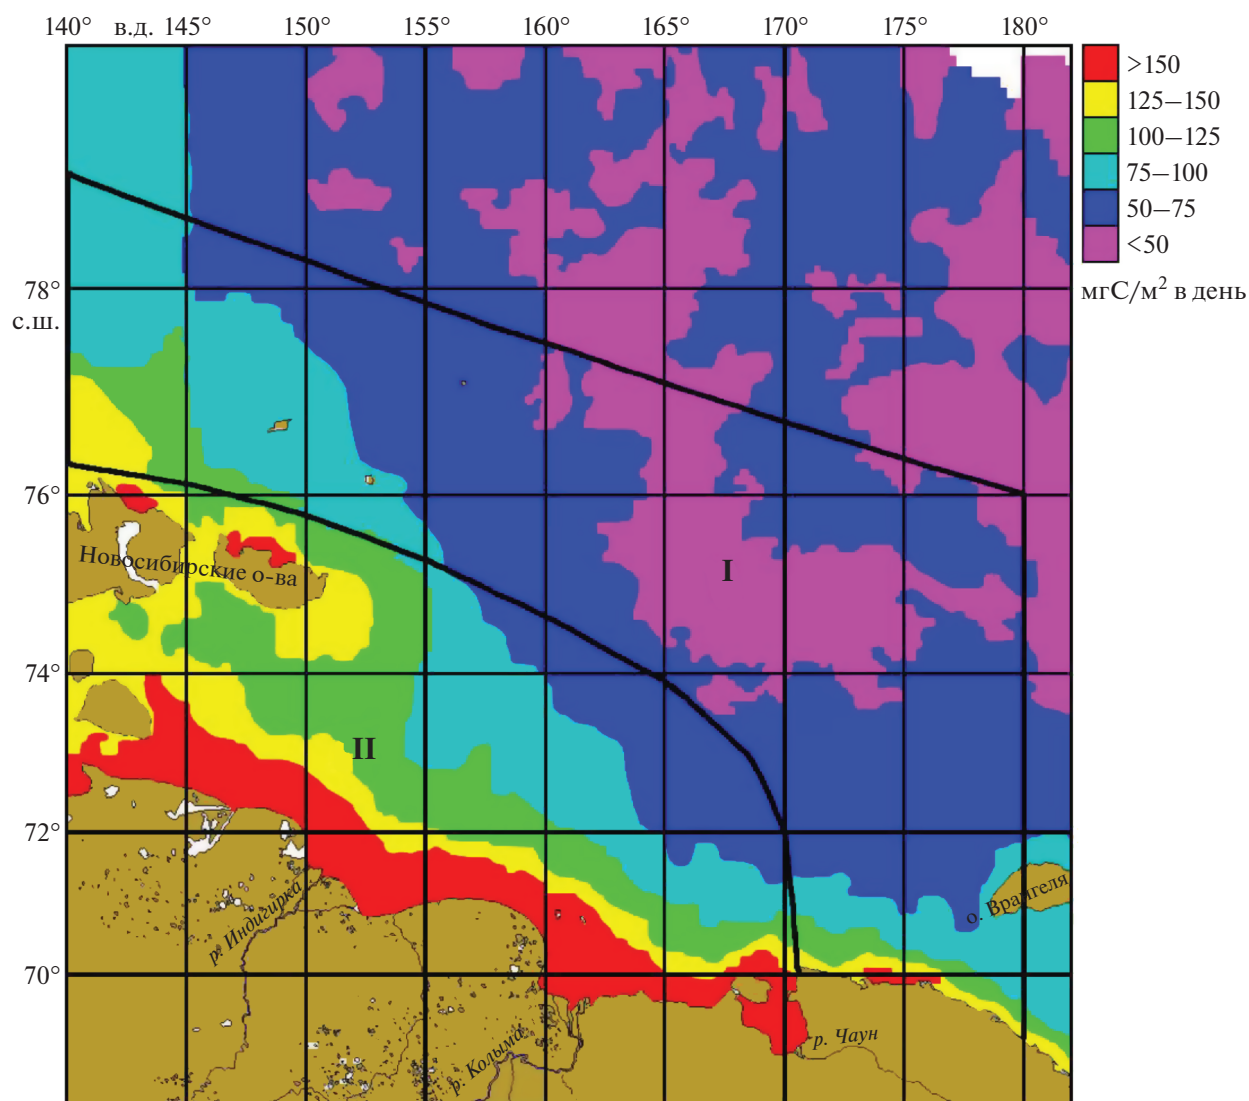 140° в.д. 145° 150° 155° 160° 165° 170° 175° 180°
>150
125–150
100–125
75–100
50–75
<50
мгС/м² в день
78°
с.ш.
76°
Новосибирские о-ва
I
74°
II
72°
о. Врангеля
р. Индигирка
70°
р. Чаун
р. Колыма